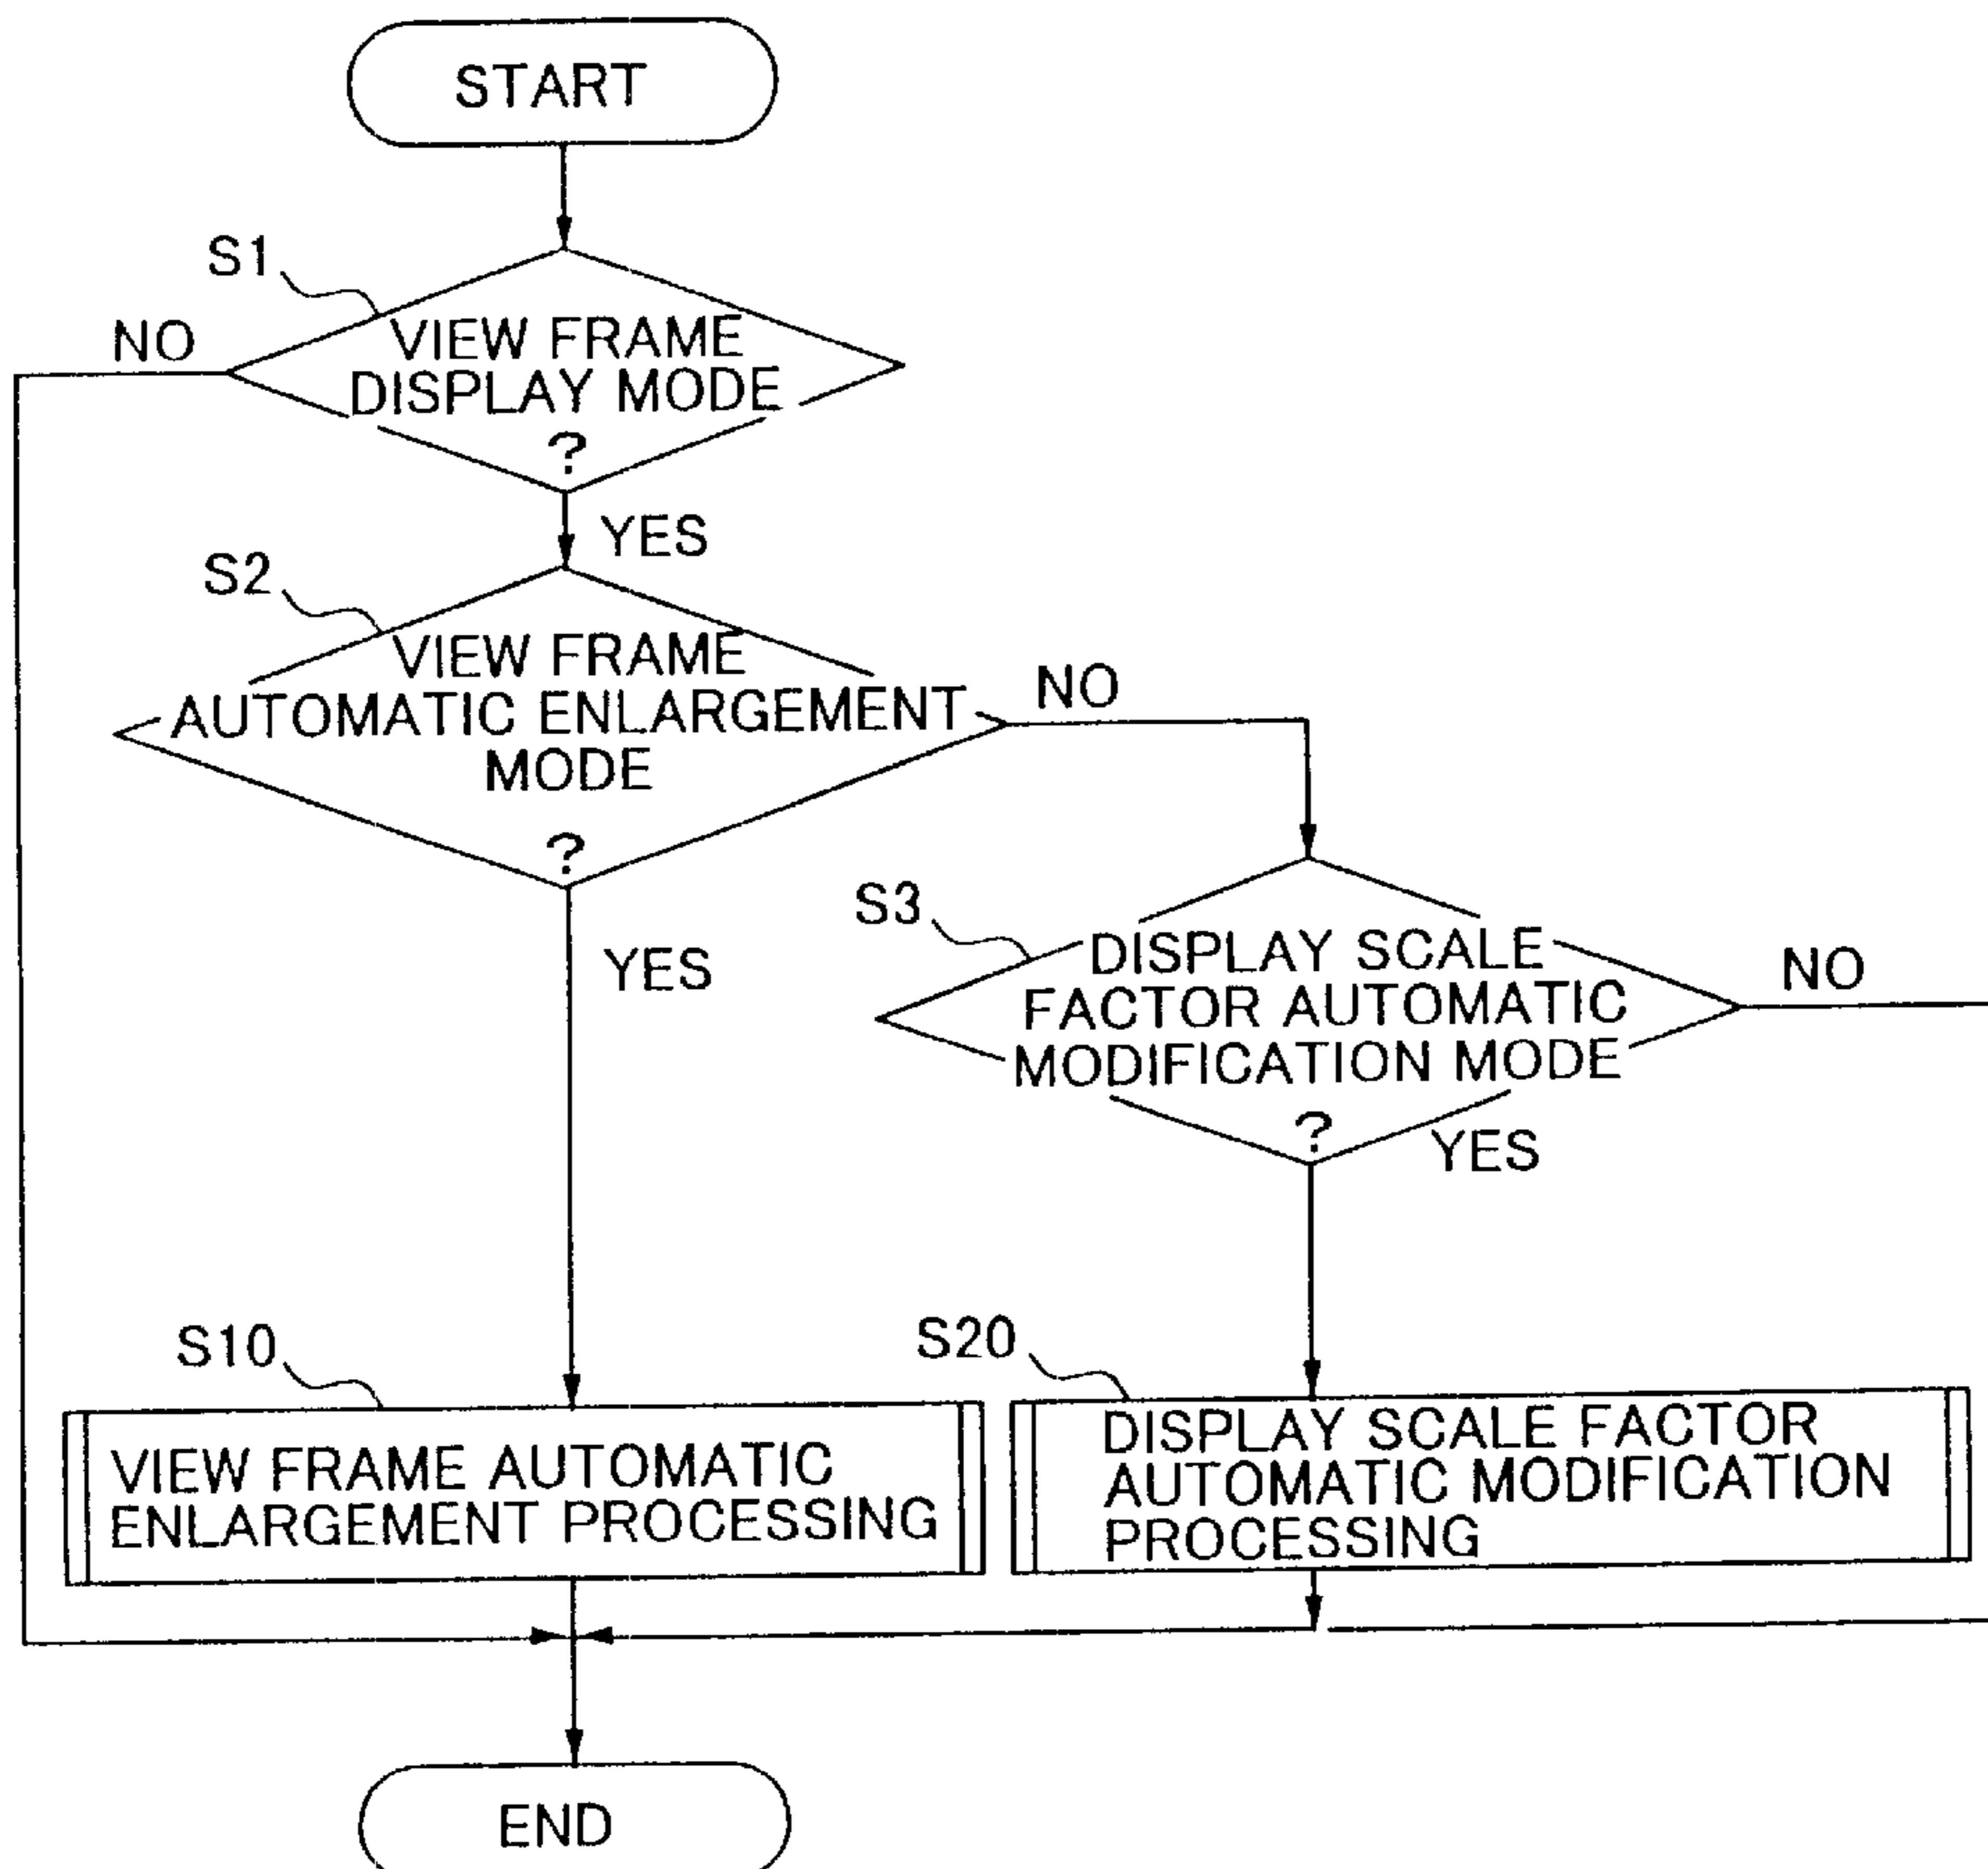 START
S1
NO
VIEW FRAME
DISPLAY MODE
?
YES
S2
VIEW FRAME
AUTOMATIC ENLARGEMENT
MODE
?
NO
YES
S3
DISPLAY SCALE
FACTOR AUTOMATIC
MODIFICATION MODE
?
NO
YES
S10
VIEW FRAME AUTOMATIC
ENLARGEMENT PROCESSING
S20
DISPLAY SCALE FACTOR
AUTOMATIC MODIFICATION
PROCESSING
END